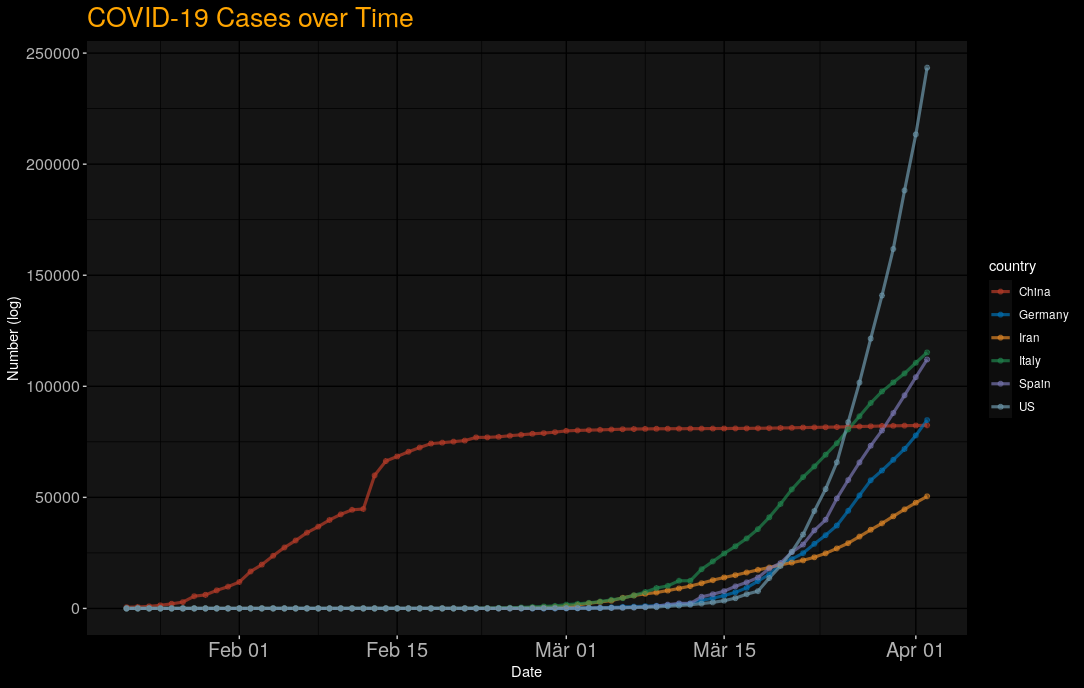 COVID-19 Cases over Time
250000
200000
150000
100000
50000
0
Number (log)
Feb 01
Feb 15
Mär 01
Mär 15
Apr 01
Date
country
China
Germany
Iran
Italy
Spain
US